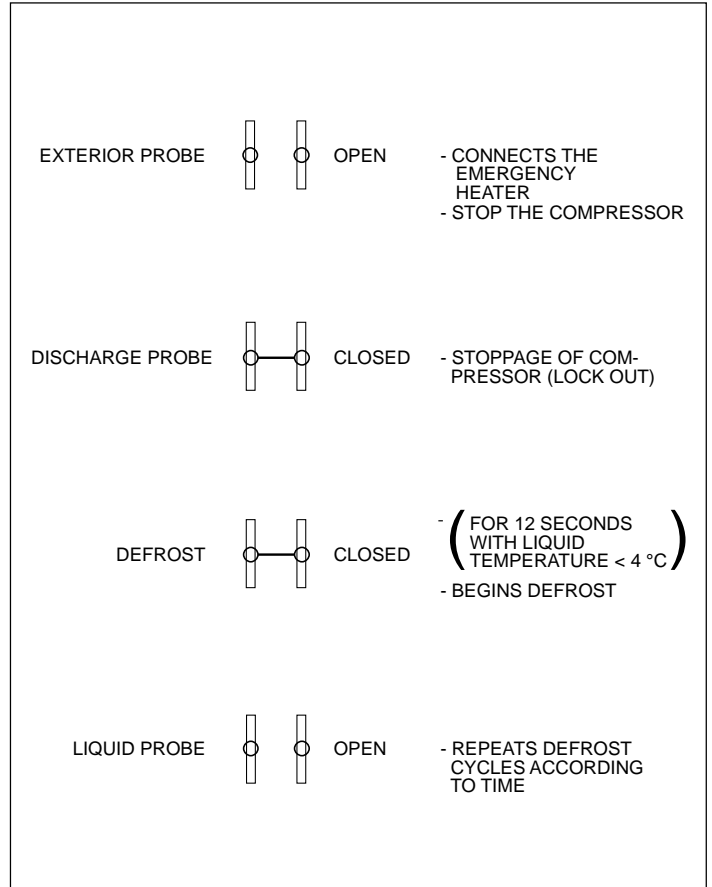 EXTERIOR PROBE OPEN - CONNECTS THE
EMERGENCY
HEATER
- STOP THE COMPRESSOR
DISCHARGE PROBE CLOSED - STOPPAGE OF COM-
PRESSOR (LOCK OUT)
DEFROST CLOSED - (FOR 12 SECONDS
WITH LIQUID
TEMPERATURE < 4 °C)
- BEGINS DEFROST
LIQUID PROBE OPEN - REPEATS DEFROST
CYCLES ACCORDING
TO TIME